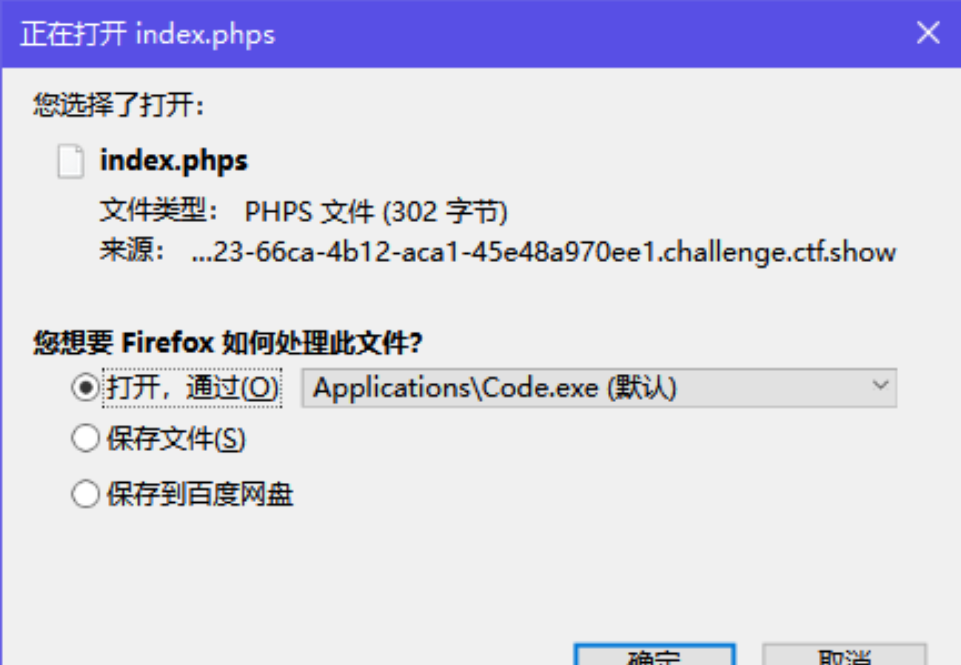 正在打开 index.phps
您选择了打开:
index.phps
文件类型: PHPS 文件 (302 字节)
来源: ...23-66ca-4b12-aca1-45e48a970ee1.challenge.ctf.show
您想要 Firefox 如何处理此文件?
打开，通过(O) Applications\Code.exe (默认)
保存文件(S)
保存到百度网盘
确定 取消